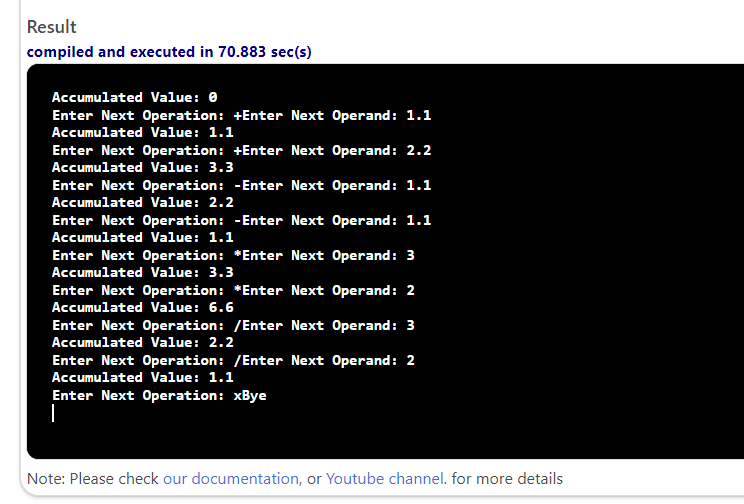 Result
compiled and executed in 70.883 sec(s)
Accumulated Value: 0
Enter Next Operation: +Enter Next Operand: 1.1
Accumulated Value: 1.1
Enter Next Operation: +Enter Next Operand: 2.2
Accumulated Value: 3.3
Enter Next Operation: -Enter Next Operand: 1.1
Accumulated Value: 2.2
Enter Next Operation: -Enter Next Operand: 1.1
Accumulated Value: 1.1
Enter Next Operation: *Enter Next Operand: 3
Accumulated Value: 3.3
Enter Next Operation: *Enter Next Operand: 2
Accumulated Value: 6.6
Enter Next Operation: /Enter Next Operand: 3
Accumulated Value: 2.2
Enter Next Operation: /Enter Next Operand: 2
Accumulated Value: 1.1
Enter Next Operation: xBye
Note: Please check our documentation, or Youtube channel. for more details